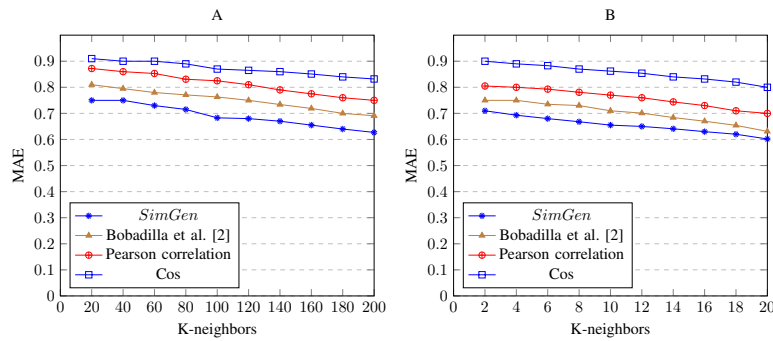 A
MAE
0.9
0.8
0.7
0.6
0.5
0.4
0.3
0.2
0.1
0
SimGen
Bobadilla et al. [2]
Pearson correlation
Cos
20 40 60 80 100 120 140 160 180 200
K-neighbors
B
MAE
0.9
0.8
0.7
0.6
0.5
0.4
0.3
0.2
0.1
0
SimGen
Bobadilla et al. [2]
Pearson correlation
Cos
2 4 6 8 10 12 14 16 18 20
K-neighbors